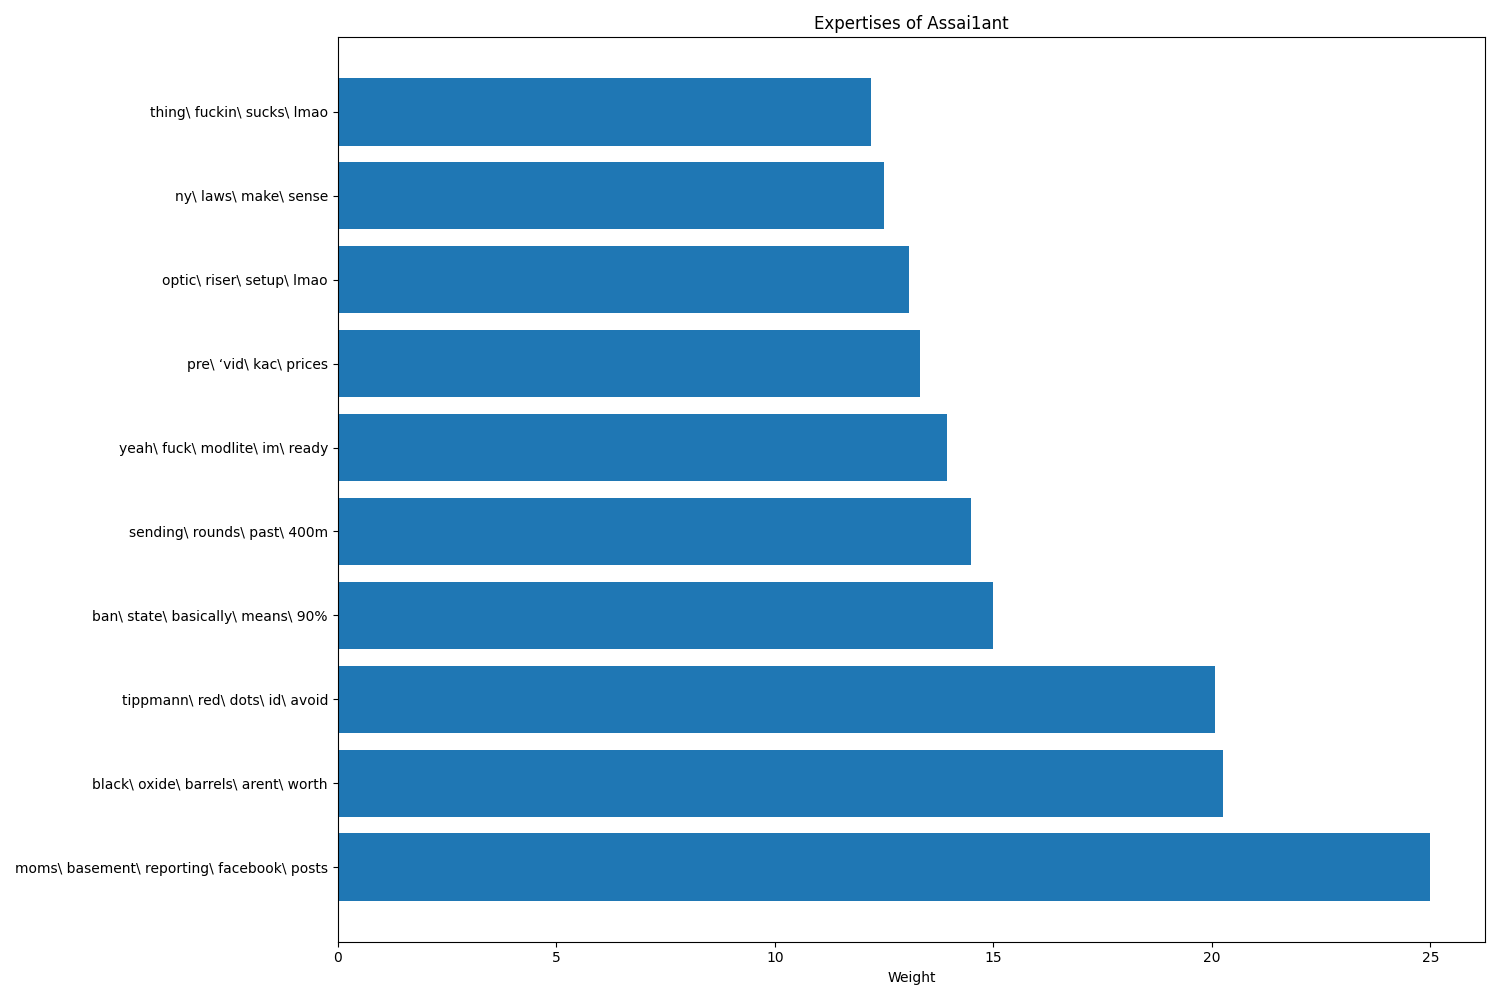 Expertises of Assai1ant
thing\ fuckin\ sucks\ lmao
ny\ laws\ make\ sense
optic\ riser\ setup\ lmao
pre\ ‘vid\ kac\ prices
yeah\ fuck\ modlite\ im\ ready
sending\ rounds\ past\ 400m
ban\ state\ basically\ means\ 90%
tippmann\ red\ dots\ id\ avoid
black\ oxide\ barrels\ arent\ worth
moms\ basement\ reporting\ facebook\ posts
0 5 10 15 20 25
Weight